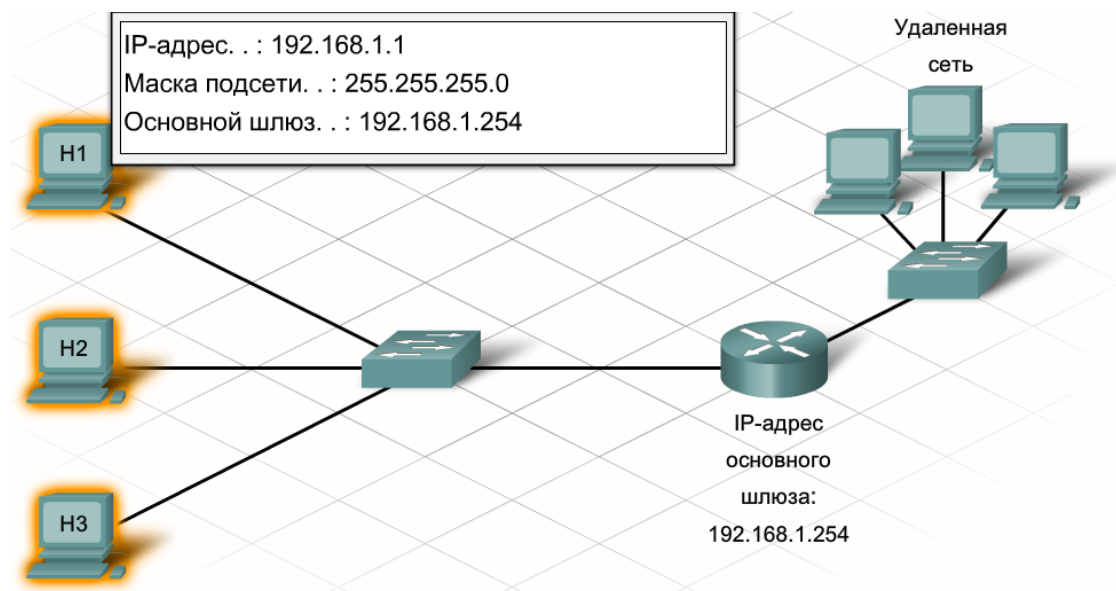 IP-адрес. . : 192.168.1.1
Маска подсети. . : 255.255.255.0
Основной шлюз. . : 192.168.1.254
Удаленная
сеть
H1
H2
H3
IP-адрес
основного
шлюза:
192.168.1.254